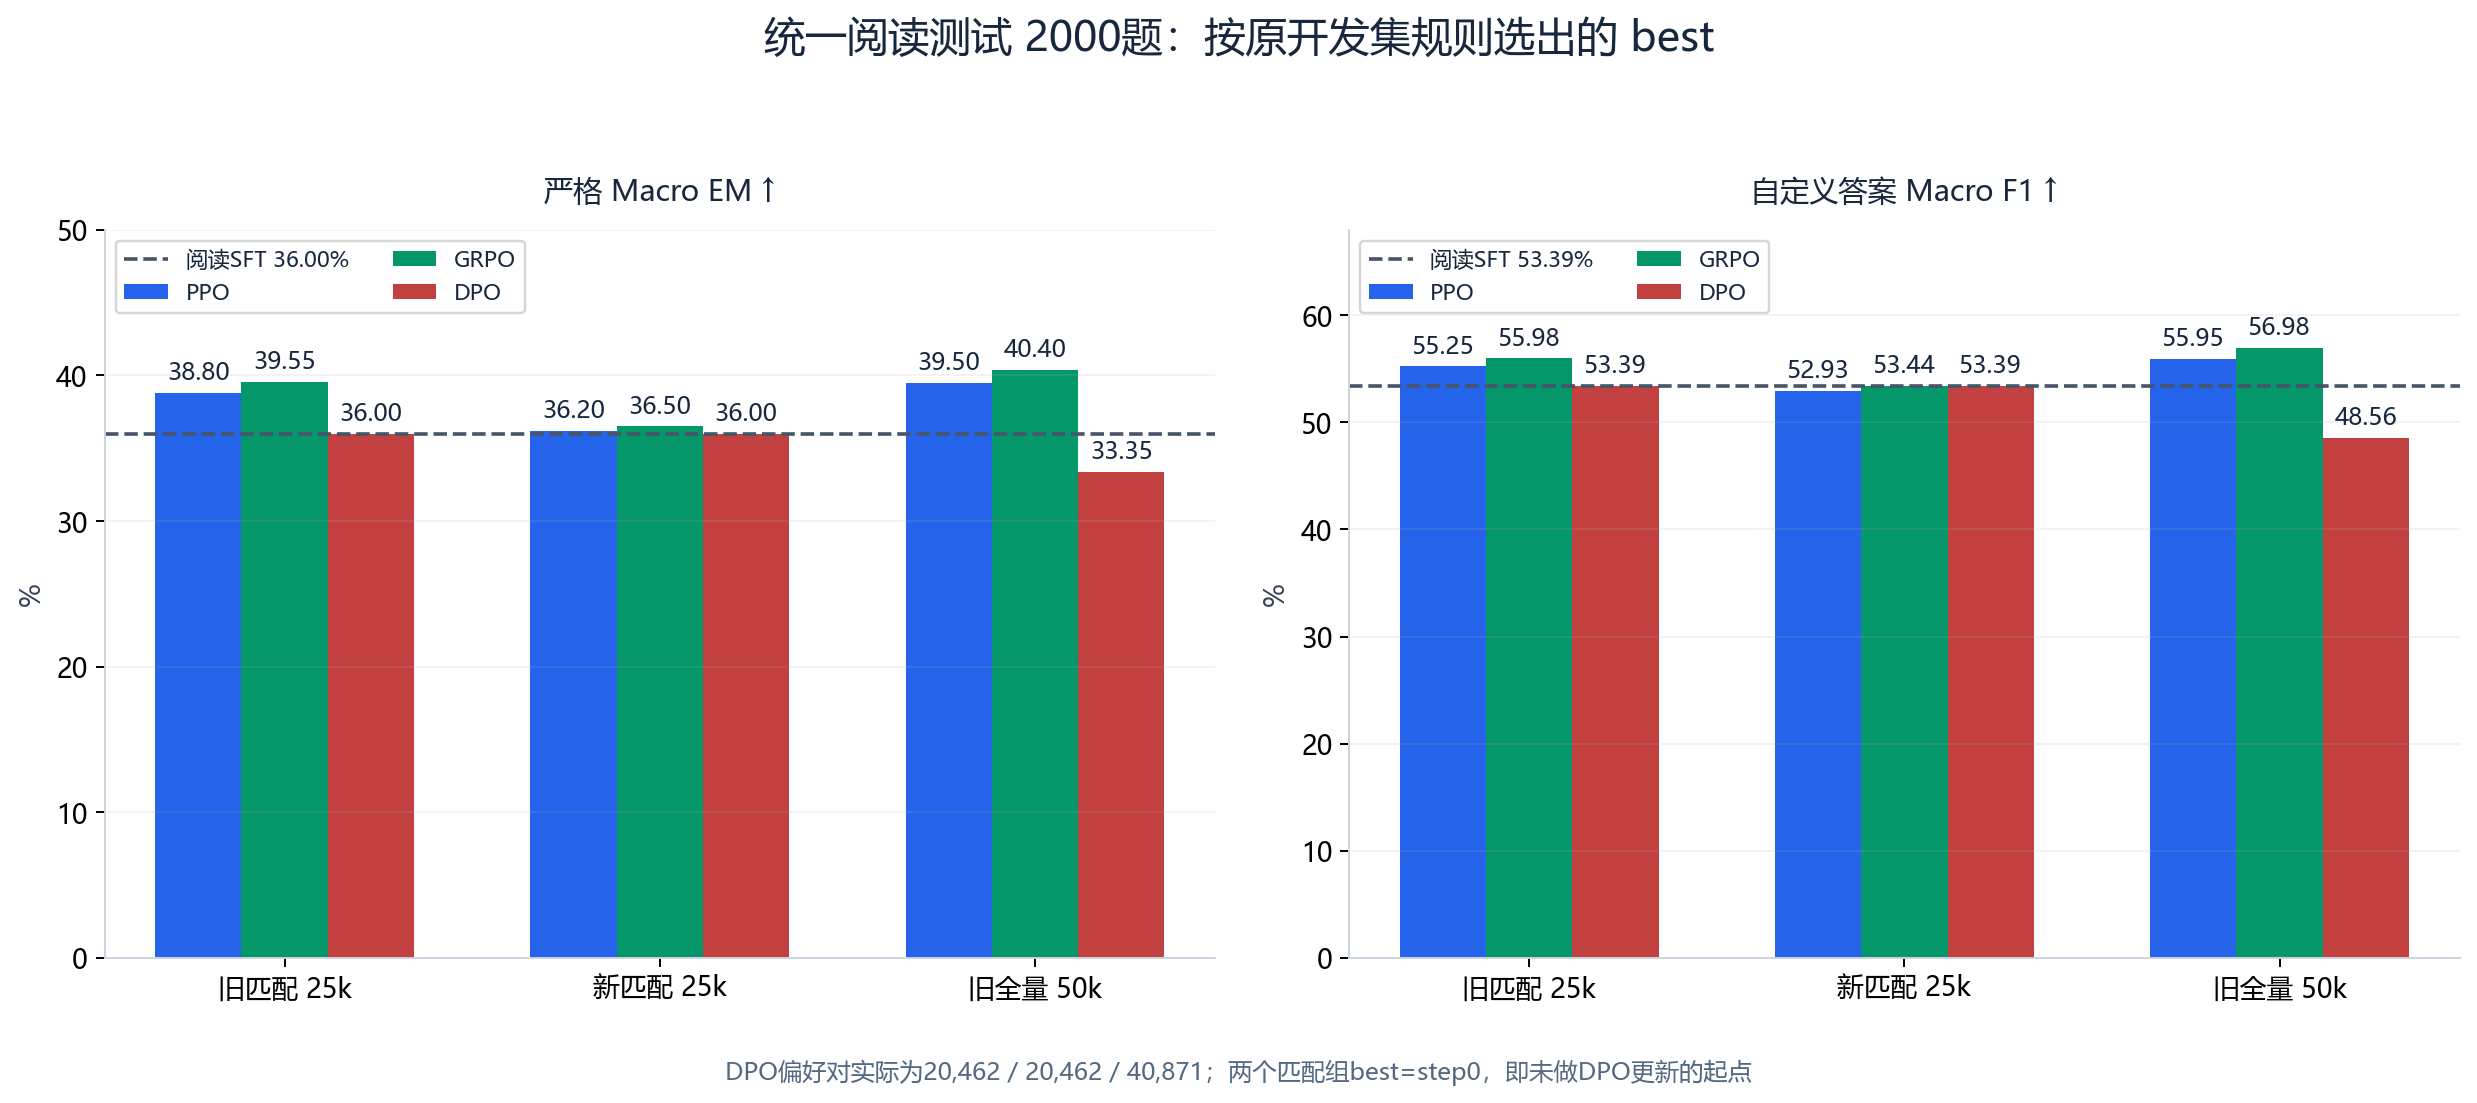 统一阅读测试 2000题：按原开发集规则选出的 best
严格 Macro EM ↑
50
40
30
20
10
0
%
阅读SFT 36.00%
PPO
GRPO
DPO
38.80
39.55
36.00
36.20
36.50
36.00
39.50
40.40
33.35
旧匹配 25k
新匹配 25k
旧全量 50k
自定义答案 Macro F1 ↑
60
50
40
30
20
10
0
%
阅读SFT 53.39%
PPO
GRPO
DPO
55.25
55.98
53.39
52.93
53.44
53.39
55.95
56.98
48.56
旧匹配 25k
新匹配 25k
旧全量 50k
DPO偏好对实际为20,462 / 20,462 / 40,871；两个匹配组best=step0，即未做DPO更新的起点